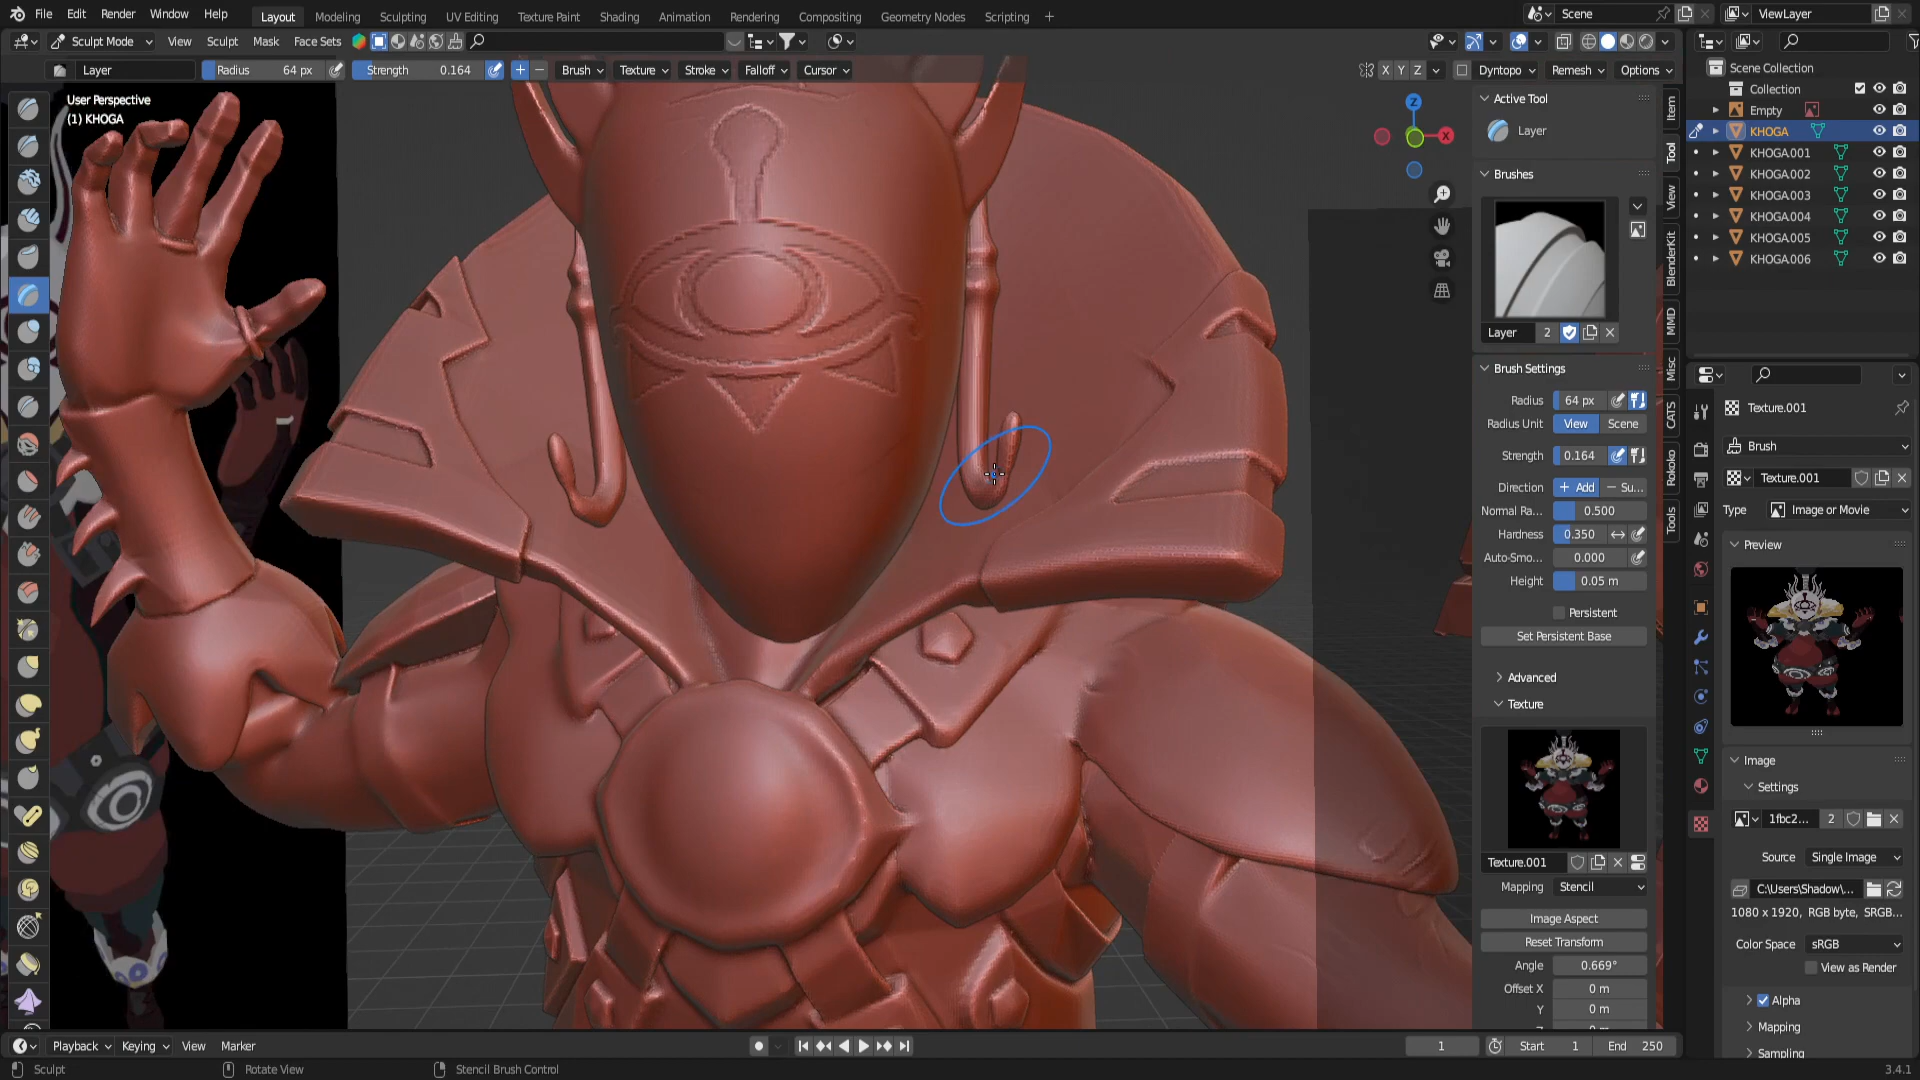 File Edit Render Window Help
Layout Modeling Sculpting UV Editing Texture Paint Shading Animation Rendering Compositing Geometry Nodes Scripting +
Scene
ViewLayer
Sculpt Mode View Sculpt Mask Face Sets
Layer Radius 64 px Strength 0.164 + − Brush Texture Stroke Falloff Cursor
X Y Z Dyntopo Remesh Options
User Perspective
(1) KHOGA
Z
X
Active Tool
Layer
Brushes
Layer 2
Brush Settings
Radius 64 px
Radius Unit View Scene
Strength 0.164
Direction + Add − Su...
Normal Ra... 0.500
Hardness 0.350
Auto-Smo... 0.000
Height 0.05 m
Persistent
Set Persistent Base
Advanced
Texture
Texture.001
Mapping Stencil
Image Aspect
Reset Transform
Angle 0.669°
Offset X 0 m
Y 0 m
Item
Tool
View
BlenderKit
MMD
Misc
CATS
Rokoko
Tools
Scene Collection
Collection
Empty
KHOGA
KHOGA.001
KHOGA.002
KHOGA.003
KHOGA.004
KHOGA.005
KHOGA.006
Texture.001
Brush
Texture.001
Type Image or Movie
Preview
Image
Settings
1fbc2... 2
Source Single Image
C:\Users\Shadow\...
1080 x 1920, RGB byte, SRGB...
Color Space sRGB
View as Render
Alpha
Mapping
Sampling
Playback Keying View Marker
1 Start 1 End 250
Sculpt Rotate View Stencil Brush Control
3.4.1